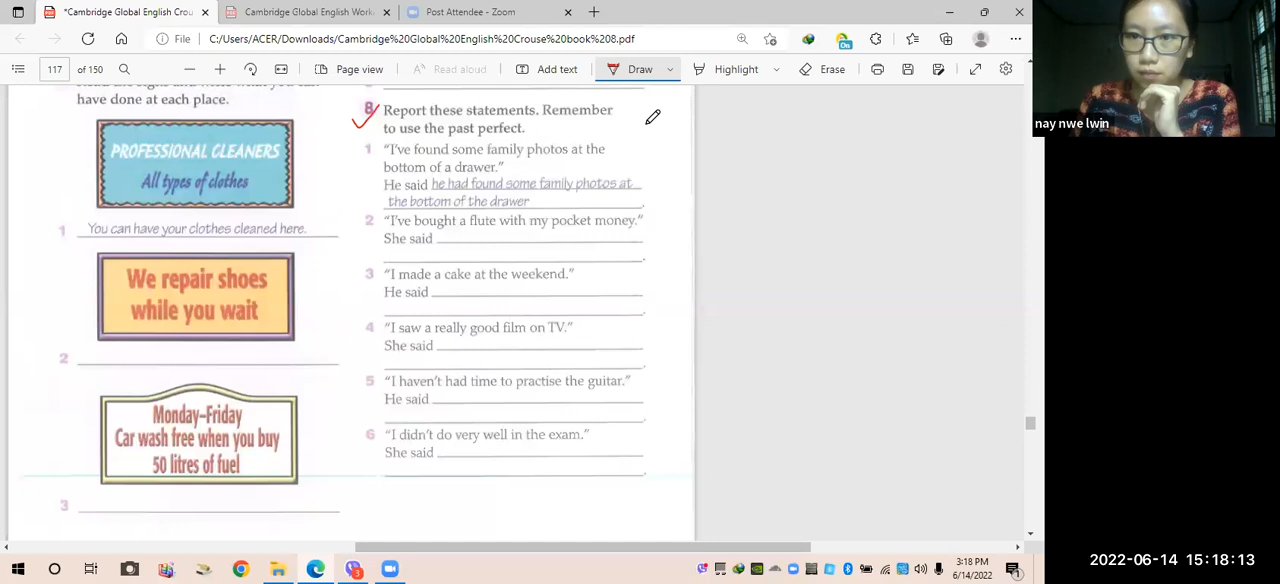 *Cambridge Global English Crou
Cambridge Global English Work
Post Attendee - Zoom
File
C:/Users/ACER/Downloads/Cambridge%20Global%20English%20Crouse%20book%208.pdf
On
117 of 150
Page view
Read aloud
Add text
Draw
Highlight
Erase
nay nwe lwin
have done at each place.
PROFESSIONAL CLEANERS
All types of clothes
1 You can have your clothes cleaned here.
We repair shoes
while you wait
2
Monday–Friday
Car wash free when you buy
50 litres of fuel
3
8 Report these statements. Remember
to use the past perfect.
1 "I've found some family photos at the
bottom of a drawer."
He said he had found some family photos at
the bottom of the drawer.
2 "I've bought a flute with my pocket money."
She said
3 "I made a cake at the weekend."
He said
4 "I saw a really good film on TV."
She said
5 "I haven't had time to practise the guitar."
He said
6 "I didn't do very well in the exam."
She said
3:18 PM
6/14/2022
2022-06-14 15:18:13